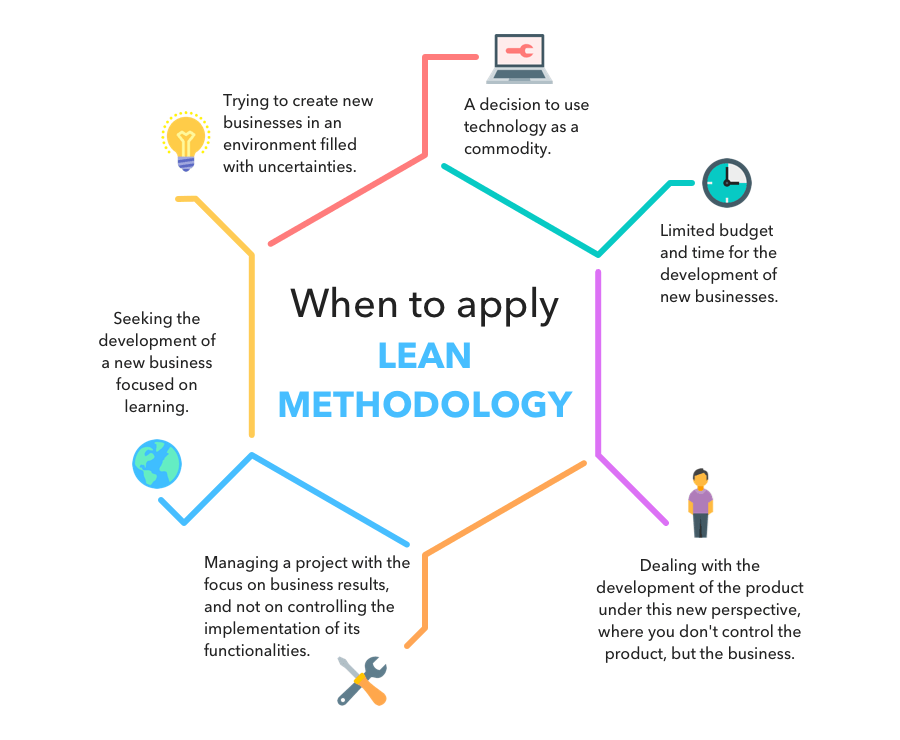 Trying to create new
businesses in an
environment filled
with uncertainties.
A decision to use
technology as a
commodity.
Limited budget
and time for the
development of
new businesses.
When to apply
LEAN
METHODOLOGY
Seeking the
development of
a new business
focused on
learning.
Managing a project with the
focus on business results,
and not on controlling the
implementation of its
functionalities.
Dealing with the
development of the product
under this new perspective,
where you don't control the
product, but the business.